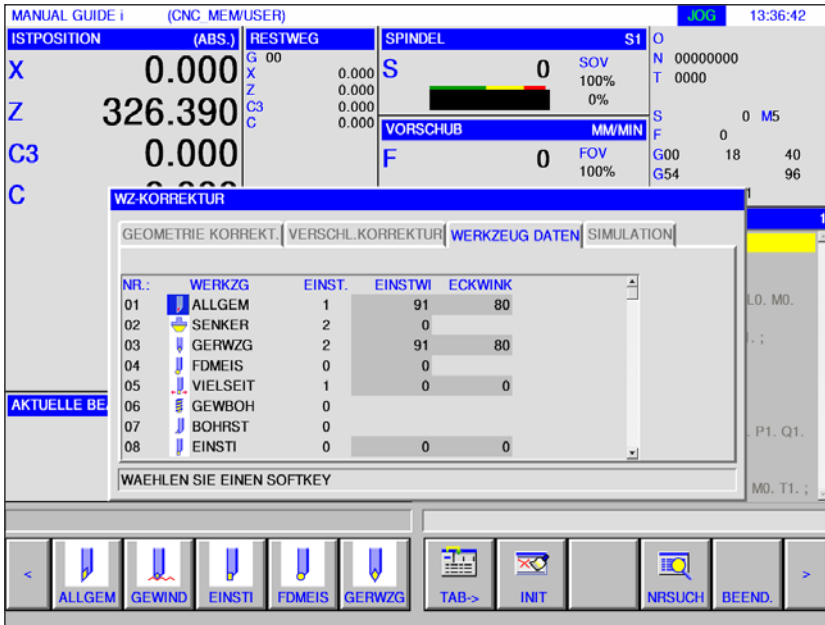 MANUAL GUIDE i (CNC_MEM/USER) JOG 13:36:42
ISTPOSITION (ABS.)
X 0.000
Z 326.390
C3 0.000
C
RESTWEG
G 00
X 0.000
Z 0.000
C3 0.000
C 0.000
SPINDEL S1
S 0 SOV
100%
0%
VORSCHUB MM/MIN
F 0 FOV
100%
O
N 00000000
T 0000
S 0 M5
F 0
G00 18 40
G54 96
1
WZ-KORREKTUR
GEOMETRIE KORREKT. VERSCHL.KORREKTUR WERKZEUG DATEN SIMULATION
NR.: WERKZG EINST. EINSTWI ECKWINK
01 ALLGEM 1 91 80
02 SENKER 2 0
03 GERWZG 2 91 80
04 FDMEIS 0 0
05 VIELSEIT 1 0 0
06 GEWBOH 0
07 BOHRST 0
08 EINSTI 0 0 0
WAEHLEN SIE EINEN SOFTKEY
AKTUELLE BE
1
L0. M0.
. ;
. P1. Q1.
M0. T1. ;
< ALLGEM GEWIND EINSTI FDMEIS GERWZG TAB-> INIT NRSUCH BEEND. >